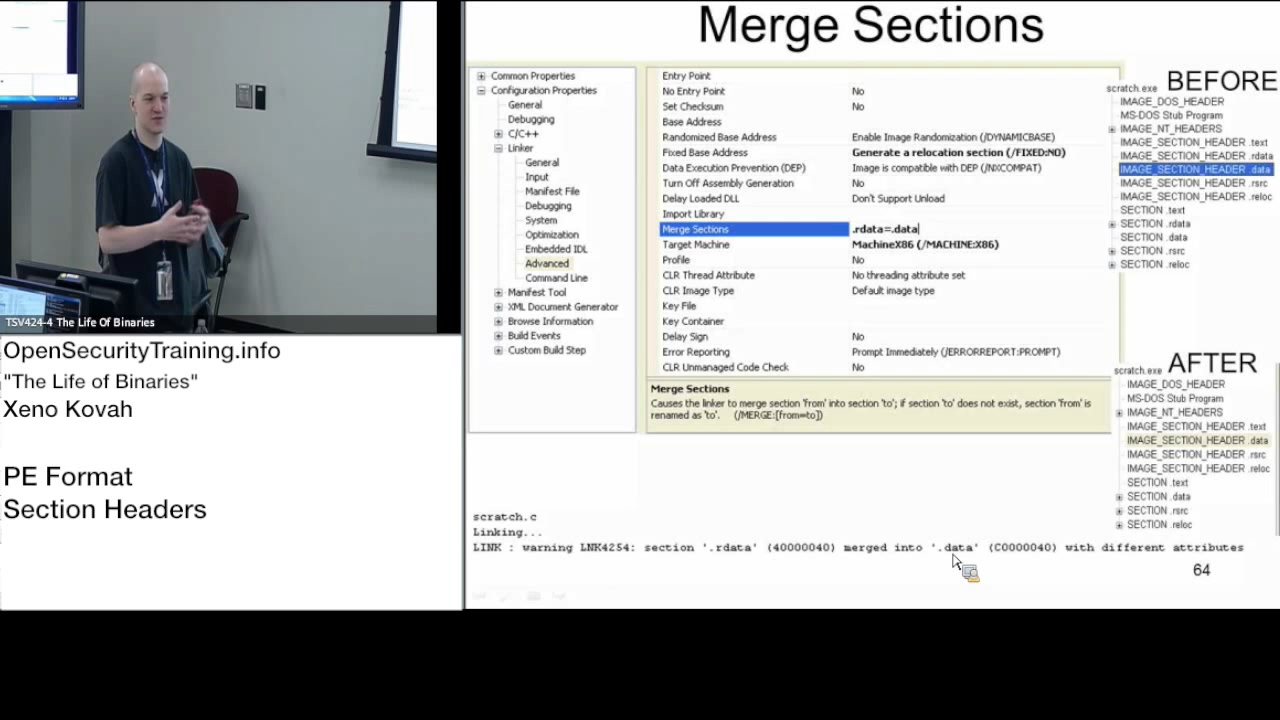 TSV424-4 The Life Of Binaries
OpenSecurityTraining.info
"The Life of Binaries"
Xeno Kovah
PE Format
Section Headers
Merge Sections
Common Properties
Configuration Properties
General
Debugging
C/C++
Linker
General
Input
Manifest File
Debugging
System
Optimization
Embedded IDL
Advanced
Command Line
Manifest Tool
XML Document Generator
Browse Information
Build Events
Custom Build Step
Entry Point
No Entry Point No
Set Checksum No
Base Address
Randomized Base Address Enable Image Randomization (/DYNAMICBASE)
Fixed Base Address Generate a relocation section (/FIXED:NO)
Data Execution Prevention (DEP) Image is compatible with DEP (/NXCOMPAT)
Turn Off Assembly Generation No
Delay Loaded DLL Don't Support Unload
Import Library
Merge Sections .rdata=.data
Target Machine MachineX86 (/MACHINE:X86)
Profile No
CLR Thread Attribute No threading attribute set
CLR Image Type Default image type
Key File
Key Container
Delay Sign No
Error Reporting Prompt Immediately (/ERRORREPORT:PROMPT)
CLR Unmanaged Code Check No
Merge Sections
Causes the linker to merge section 'from' into section 'to'; if section 'to' does not exist, section 'from' is
renamed as 'to'. (/MERGE:[from=to])
BEFORE
scratch.exe
IMAGE_DOS_HEADER
MS-DOS Stub Program
IMAGE_NT_HEADERS
IMAGE_SECTION_HEADER .text
IMAGE_SECTION_HEADER .rdata
IMAGE_SECTION_HEADER .data
IMAGE_SECTION_HEADER .rsrc
IMAGE_SECTION_HEADER .reloc
SECTION .text
SECTION .rdata
SECTION .data
SECTION .rsrc
SECTION .reloc
AFTER
scratch.exe
IMAGE_DOS_HEADER
MS-DOS Stub Program
IMAGE_NT_HEADERS
IMAGE_SECTION_HEADER .text
IMAGE_SECTION_HEADER .data
IMAGE_SECTION_HEADER .rsrc
IMAGE_SECTION_HEADER .reloc
SECTION .text
SECTION .data
SECTION .rsrc
SECTION .reloc
scratch.c
Linking...
LINK : warning LNK4254: section '.rdata' (40000040) merged into '.data' (C0000040) with different attributes
64